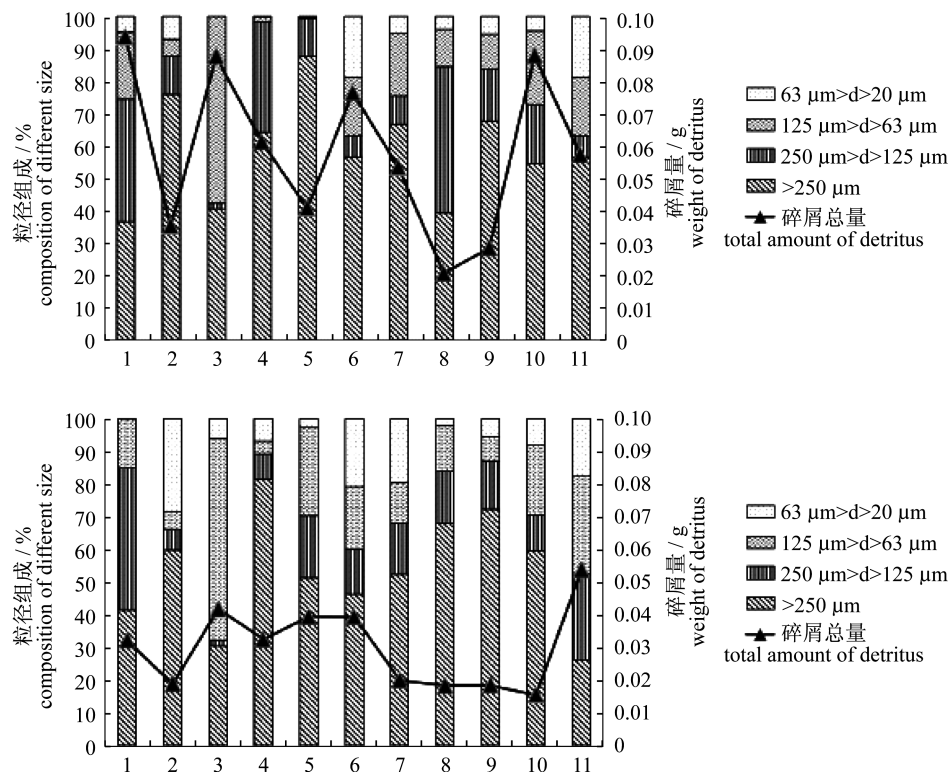 粒径组成 / %
composition of different size
100
90
80
70
60
50
40
30
20
10
0
0.10
0.09
0.08
0.07
0.06
0.05
0.04
0.03
0.02
0.01
0
碎屑量 / g
weight of detritus
1 2 3 4 5 6 7 8 9 10 11
63 µm>d>20 µm
125 µm>d>63 µm
250 µm>d>125 µm
>250 µm
碎屑总量
total amount of detritus
粒径组成 / %
composition of different size
100
90
80
70
60
50
40
30
20
10
0
0.10
0.09
0.08
0.07
0.06
0.05
0.04
0.03
0.02
0.01
0
碎屑量 / g
weight of detritus
1 2 3 4 5 6 7 8 9 10 11
63 µm>d>20 µm
125 µm>d>63 µm
250 µm>d>125 µm
>250 µm
碎屑总量
total amount of detritus